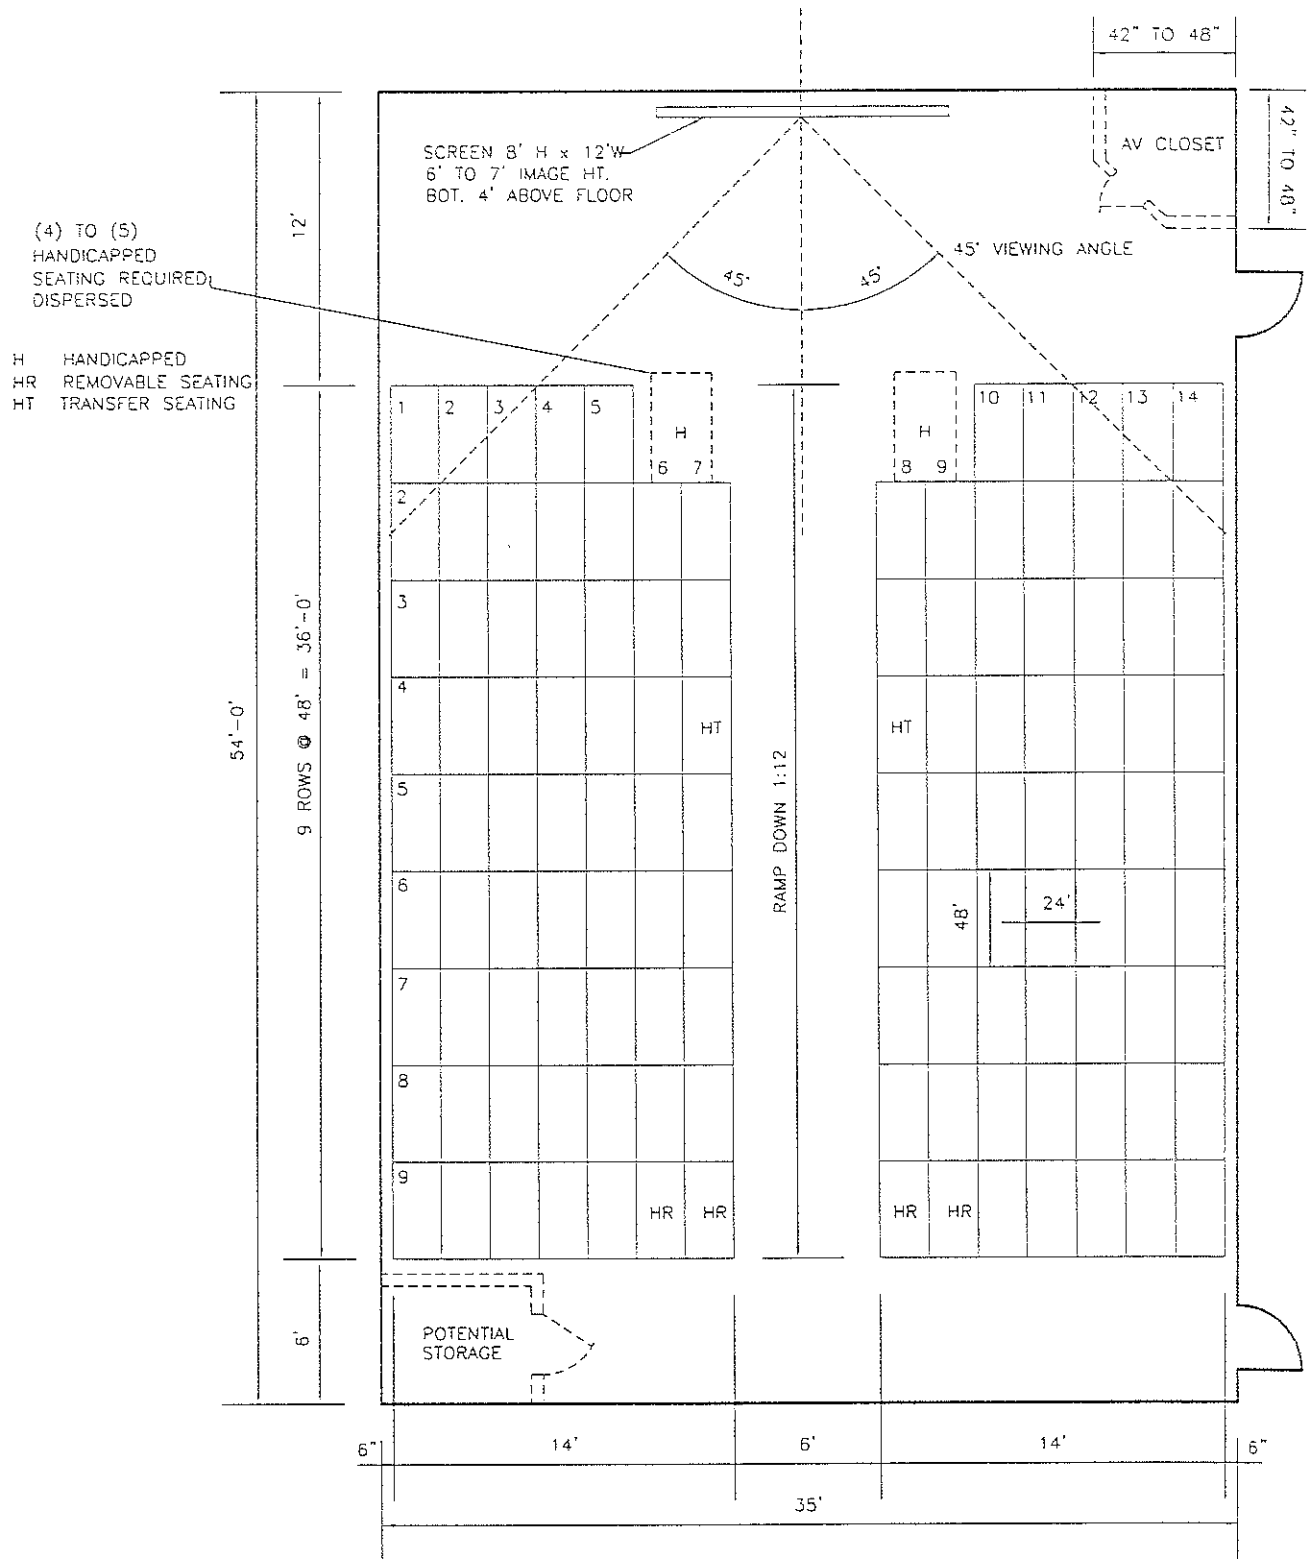 42" TO 48"
42" TO 48"
AV CLOSET
SCREEN 8' H x 12'W
6' TO 7' IMAGE HT.
BOT. 4' ABOVE FLOOR
12'
(4) TO (5)
HANDICAPPED
SEATING REQUIRED
DISPERSED
45° VIEWING ANGLE
45°
45°
H HANDICAPPED
HR REMOVABLE SEATING
HT TRANSFER SEATING
1 2 3 4 5
H
6 7
H
8 9
10 11 12 13 14
2
3
4
5
6
7
8
9
HT
HT
54'-0'
9 ROWS @ 48' = 36'-0'
RAMP DOWN 1:12
48'
24'
HR HR
HR HR
6'
POTENTIAL
STORAGE
6" 14' 6' 14' 6"
35'